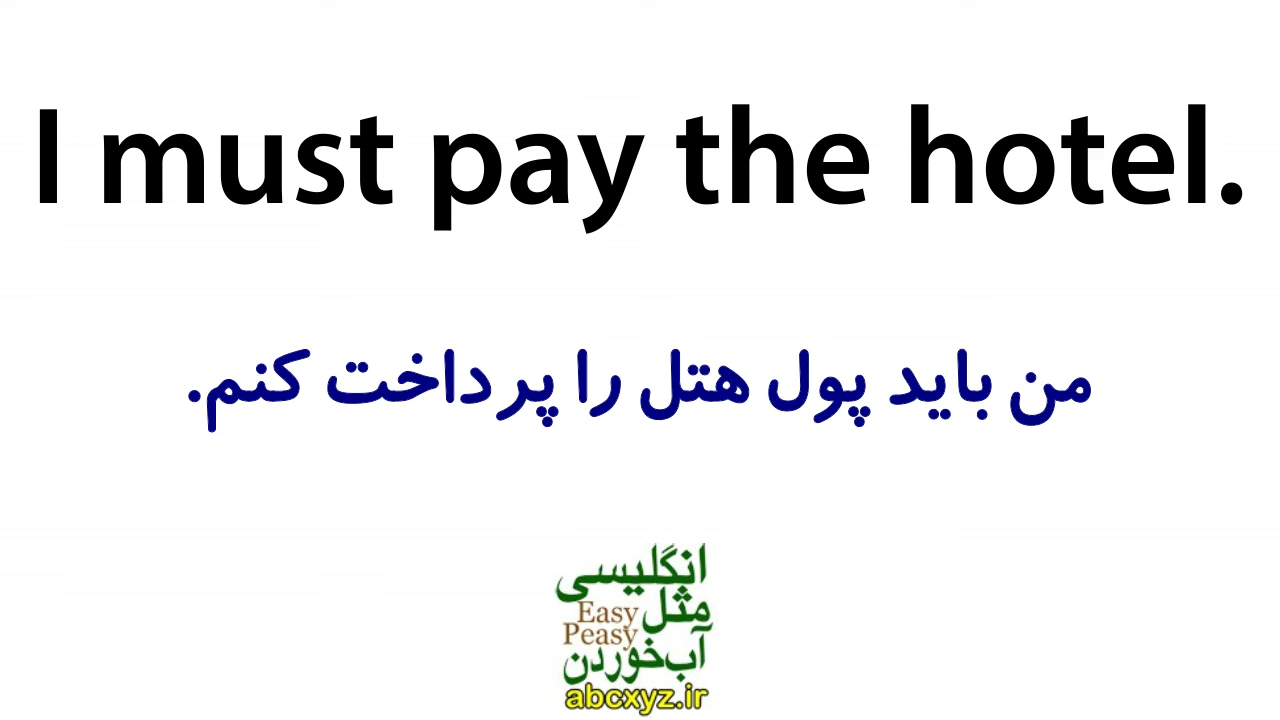 I must pay the hotel.
من باید پول هتل را پرداخت کنم.
انگلیسی
مثل
Easy
Peasy
آب‌خوردن
abcxyz.ir